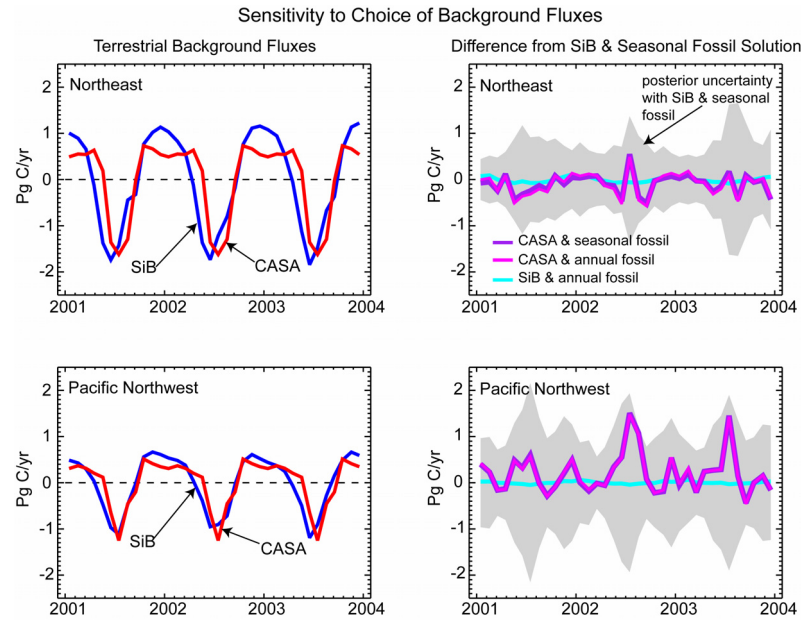 Sensitivity to Choice of Background Fluxes
Terrestrial Background Fluxes
Difference from SiB & Seasonal Fossil Solution
Northeast
Pg C/yr
2
1
0
-1
-2
SiB
CASA
2001
2002
2003
2004
Northeast
posterior uncertainty
with SiB & seasonal
fossil
Pg C/yr
2
1
0
-1
-2
CASA & seasonal fossil
CASA & annual fossil
SiB & annual fossil
2001
2002
2003
2004
Pacific Northwest
Pg C/yr
2
1
0
-1
-2
SiB
CASA
2001
2002
2003
2004
Pacific Northwest
Pg C/yr
2
1
0
-1
-2
2001
2002
2003
2004